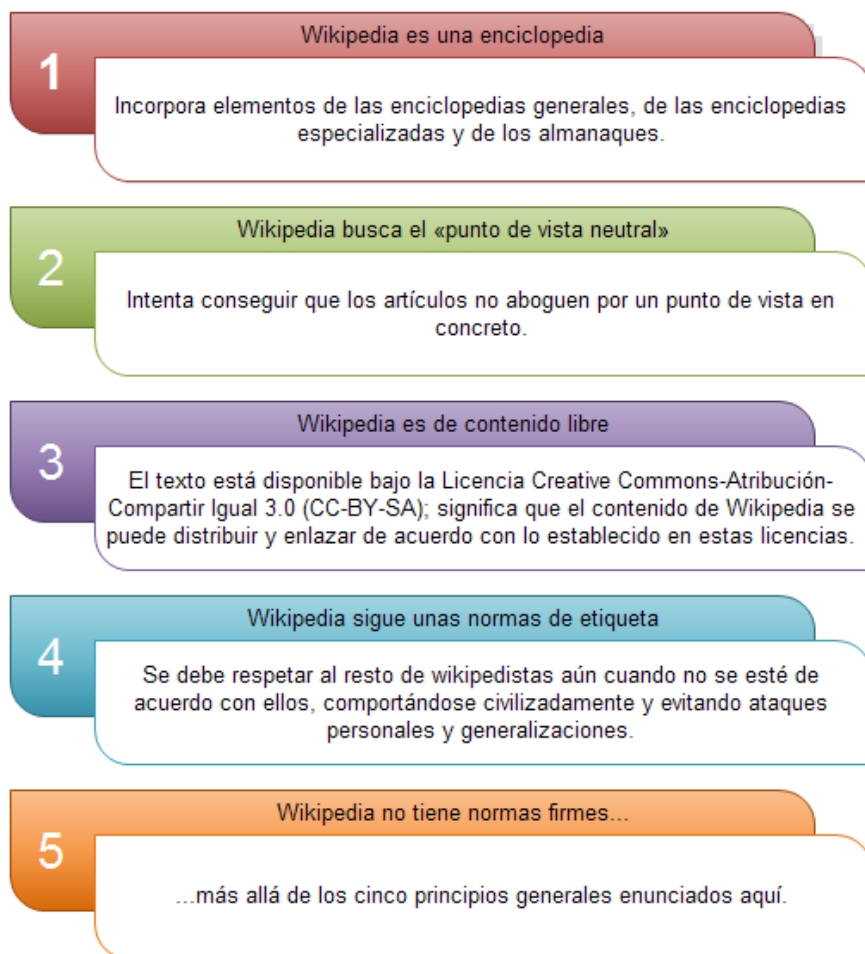 1
Wikipedia es una enciclopedia
Incorpora elementos de las enciclopedias generales, de las enciclopedias
especializadas y de los almanaques.
2
Wikipedia busca el «punto de vista neutral»
Intenta conseguir que los artículos no aboguen por un punto de vista en
concreto.
3
Wikipedia es de contenido libre
El texto está disponible bajo la Licencia Creative Commons-Atribución-
Compartir Igual 3.0 (CC-BY-SA); significa que el contenido de Wikipedia se
puede distribuir y enlazar de acuerdo con lo establecido en estas licencias.
4
Wikipedia sigue unas normas de etiqueta
Se debe respetar al resto de wikipedistas aún cuando no se esté de
acuerdo con ellos, comportándose civilizadamente y evitando ataques
personales y generalizaciones.
5
Wikipedia no tiene normas firmes...
...más allá de los cinco principios generales enunciados aquí.